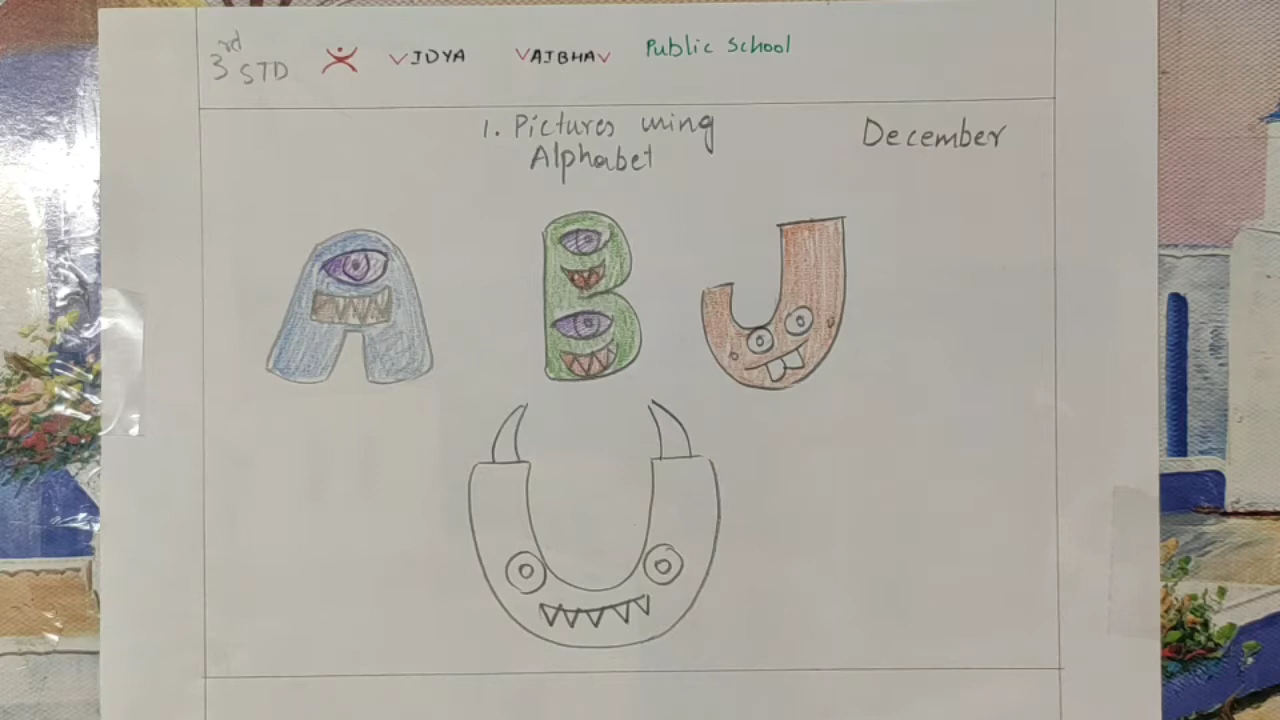 3rd STD VIDYA VAIBHAV Public School
1. Pictures using
Alphabet
December
A B J
U